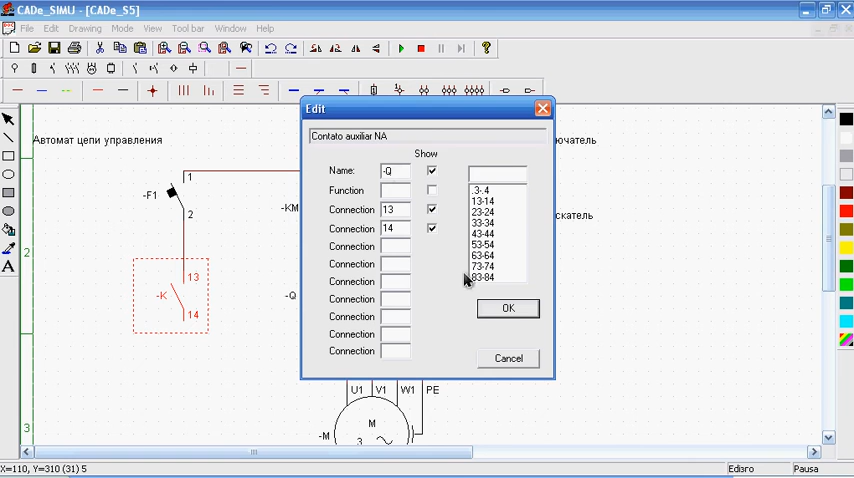 CADe_SIMU - [CADe_S5]
File Edit Drawing Mode View Tool bar Window Help
Автомат цепи управления
-F1
1
2
13
-K
14
-KM
-Q
Edit
Contato auxiliar NA
Show
Name: -Q
Function
Connection 13
Connection 14
Connection
Connection
Connection
Connection
Connection
Connection
Connection
.3-.4
13-14
23-24
33-34
43-44
53-54
63-64
73-74
83-84
OK
Cancel
ючатель
скатель
U1 V1 W1 PE
M
-M
3
2
3
A
X=110, Y=310 (31) 5
Ediэro
Pausa